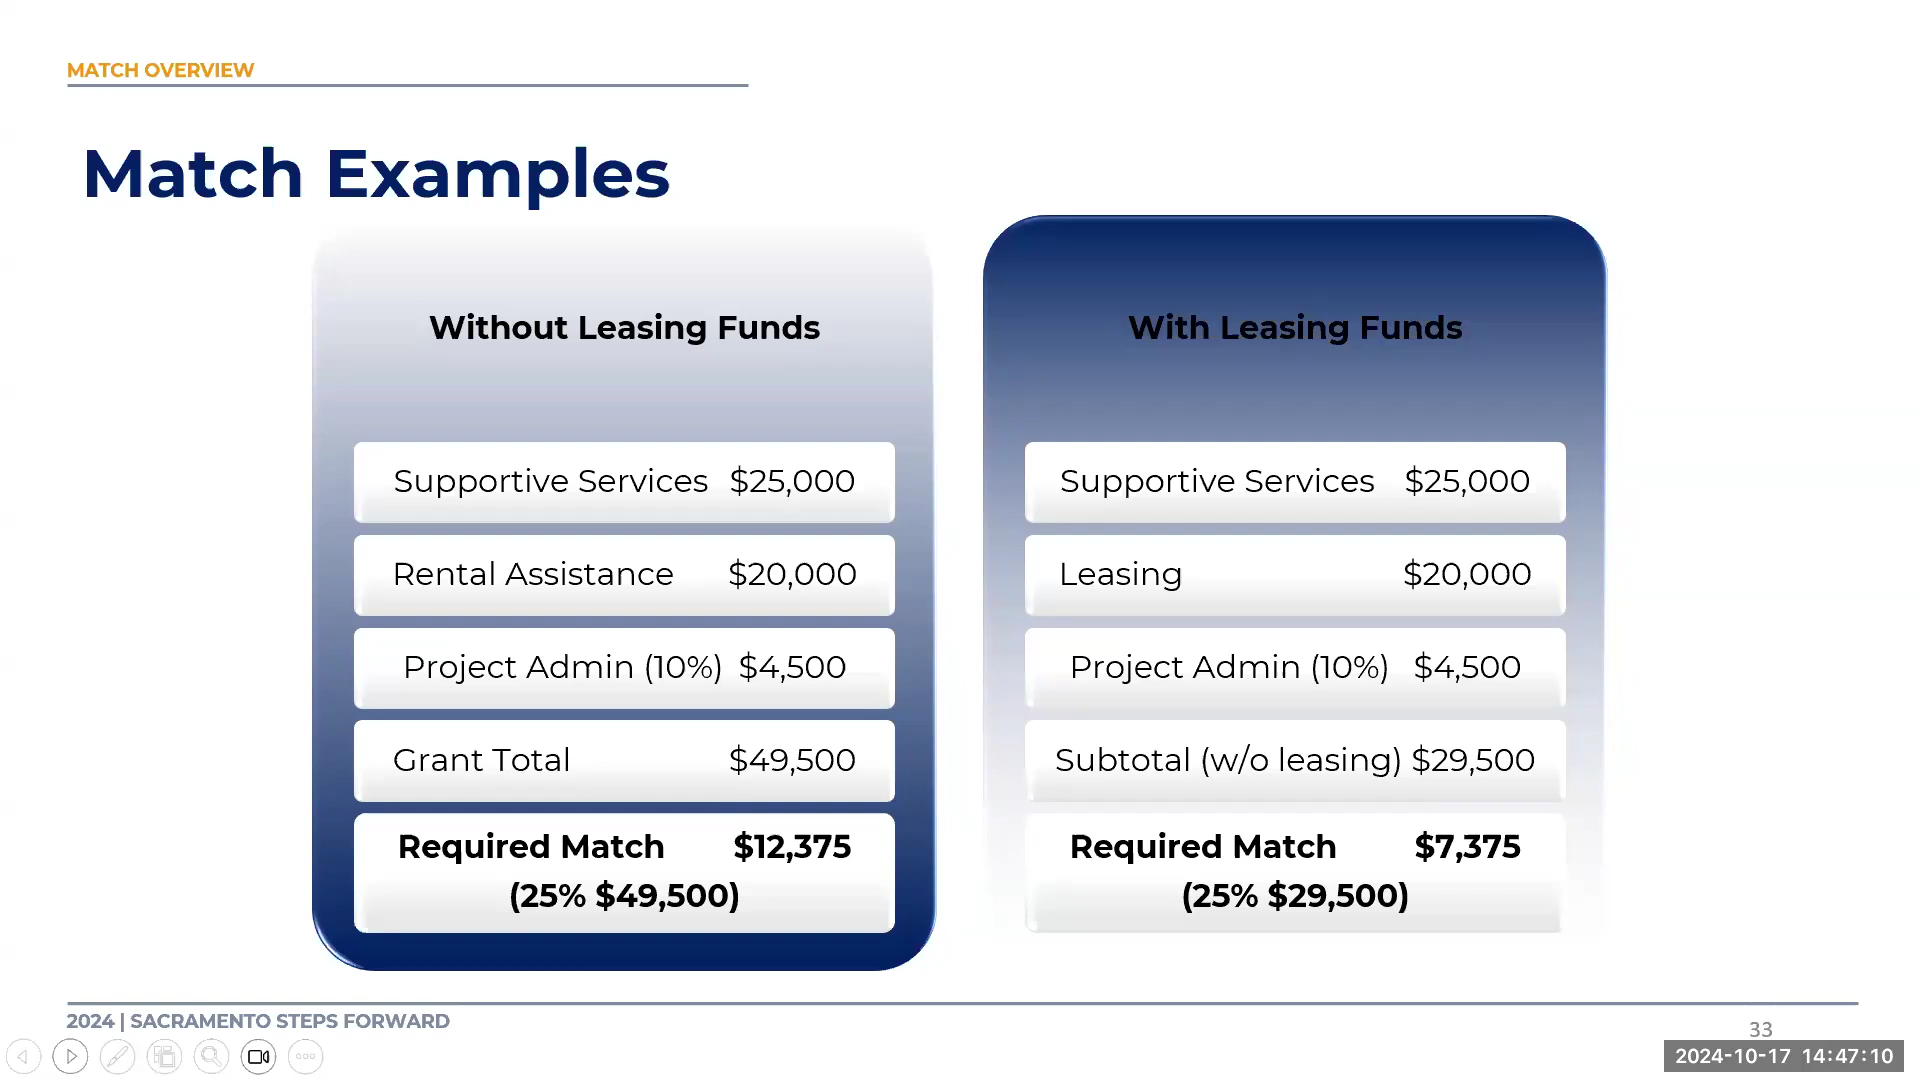 MATCH OVERVIEW
Match Examples
Without Leasing Funds
Supportive Services $25,000
Rental Assistance $20,000
Project Admin (10%) $4,500
Grant Total $49,500
Required Match $12,375
(25% $49,500)
With Leasing Funds
Supportive Services $25,000
Leasing $20,000
Project Admin (10%) $4,500
Subtotal (w/o leasing) $29,500
Required Match $7,375
(25% $29,500)
2024 | SACRAMENTO STEPS FORWARD
33
2024-10-17 14:47:10